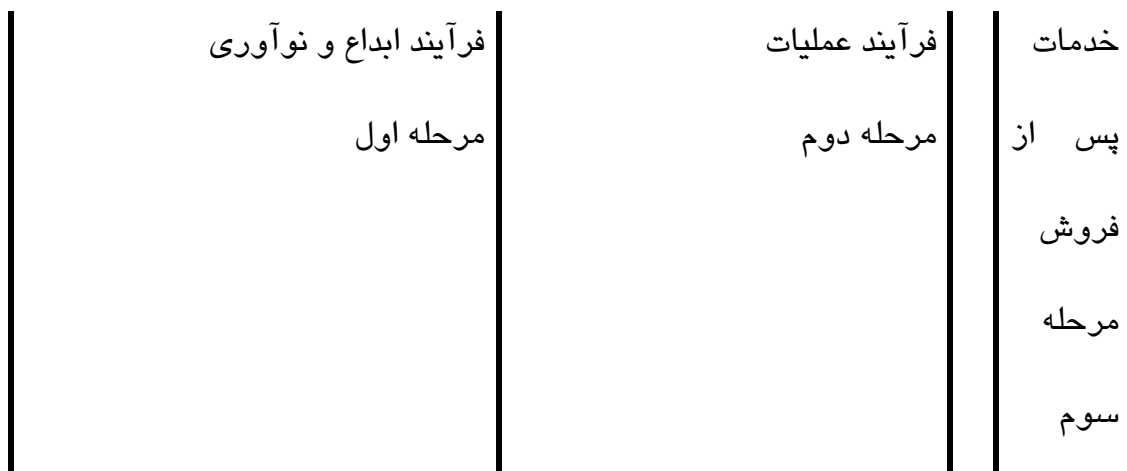 خدمات
پس از
فروش
مرحله
سوم
فرآیند عملیات
مرحله دوم
فرآیند ابداع و نوآوری
مرحله اول